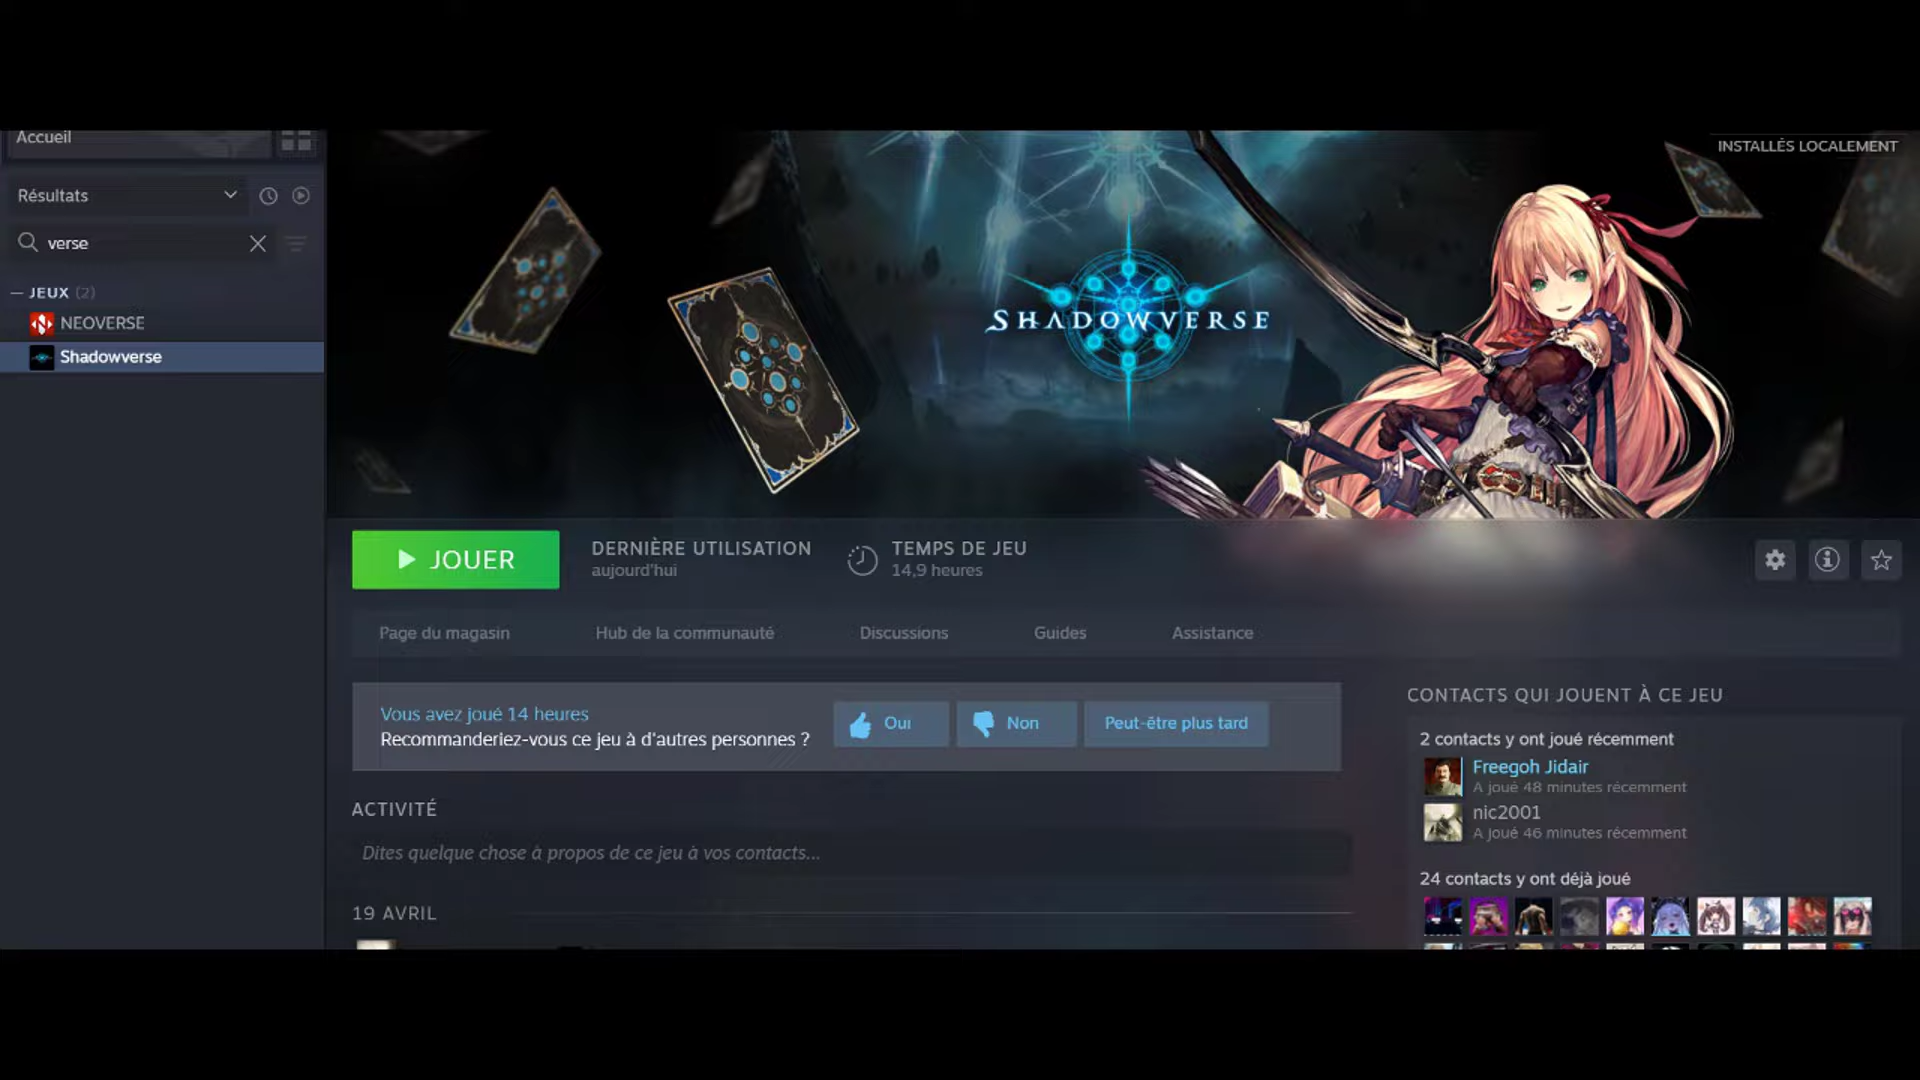 Accueil
INSTALLÉS LOCALEMENT
Résultats
verse
— JEUX (2)
NEOVERSE
Shadowverse
SHADOWVERSE
JOUER
DERNIÈRE UTILISATION
aujourd'hui
TEMPS DE JEU
14,9 heures
Page du magasin
Hub de la communauté
Discussions
Guides
Assistance
Vous avez joué 14 heures
Recommanderiez-vous ce jeu à d'autres personnes ?
Oui
Non
Peut-être plus tard
ACTIVITÉ
Dites quelque chose à propos de ce jeu à vos contacts...
19 AVRIL
CONTACTS QUI JOUENT À CE JEU
2 contacts y ont joué récemment
Freegoh Jidair
A joué 48 minutes récemment
nic2001
A joué 46 minutes récemment
24 contacts y ont déjà joué